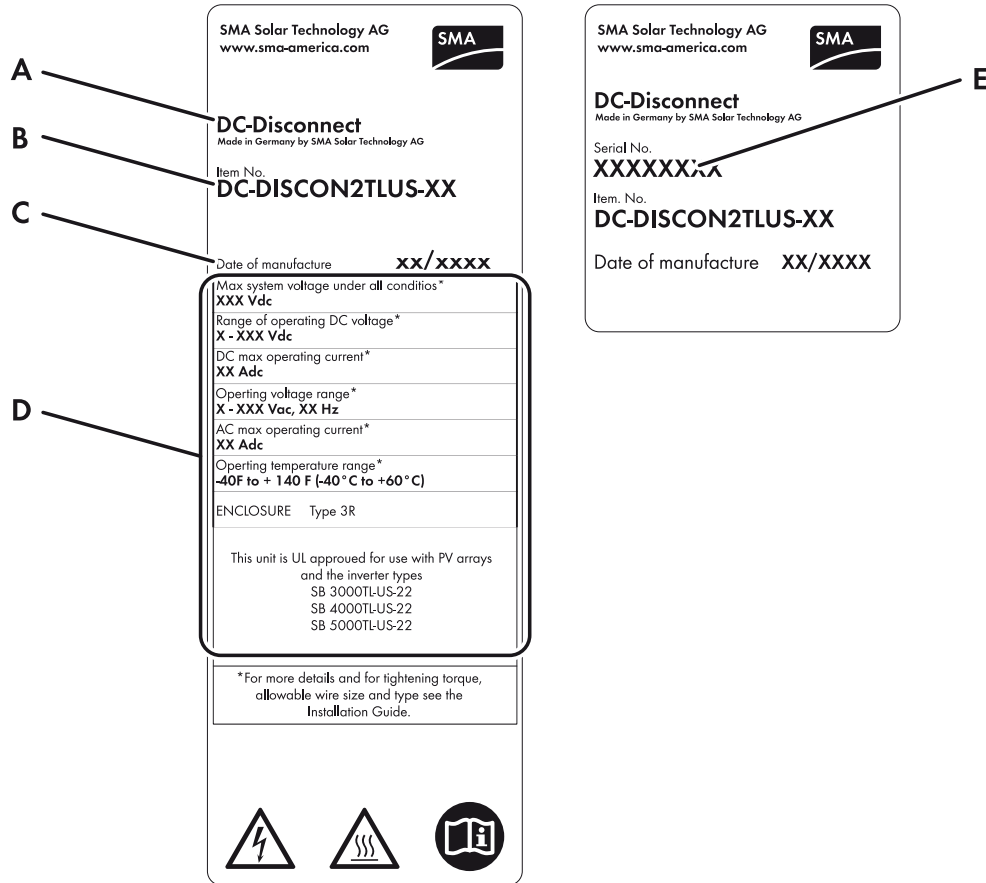 SMA Solar Technology AG
www.sma-america.com
SMA
A
DC-Disconnect
Made in Germany by SMA Solar Technology AG
B
Item No.
DC-DISCON2TLUS-XX
C
Date of manufacture xx/xxxx
Max system voltage under all conditios*
XXX Vdc
Range of operating DC voltage*
X - XXX Vdc
DC max operating current*
XX Adc
D
Operting voltage range*
X - XXX Vac, XX Hz
AC max operating current*
XX Adc
Operting temperature range*
-40F to + 140 F (-40°C to +60°C)
ENCLOSURE Type 3R
This unit is UL approued for use with PV arrays
and the inverter types
SB 3000TL-US-22
SB 4000TL-US-22
SB 5000TL-US-22
*For more details and for tightening torque,
allowable wire size and type see the
Installation Guide.
SMA Solar Technology AG
www.sma-america.com
SMA
E
DC-Disconnect
Made in Germany by SMA Solar Technology AG
Serial No.
XXXXXXXX
Item. No.
DC-DISCON2TLUS-XX
Date of manufacture XX/XXXX